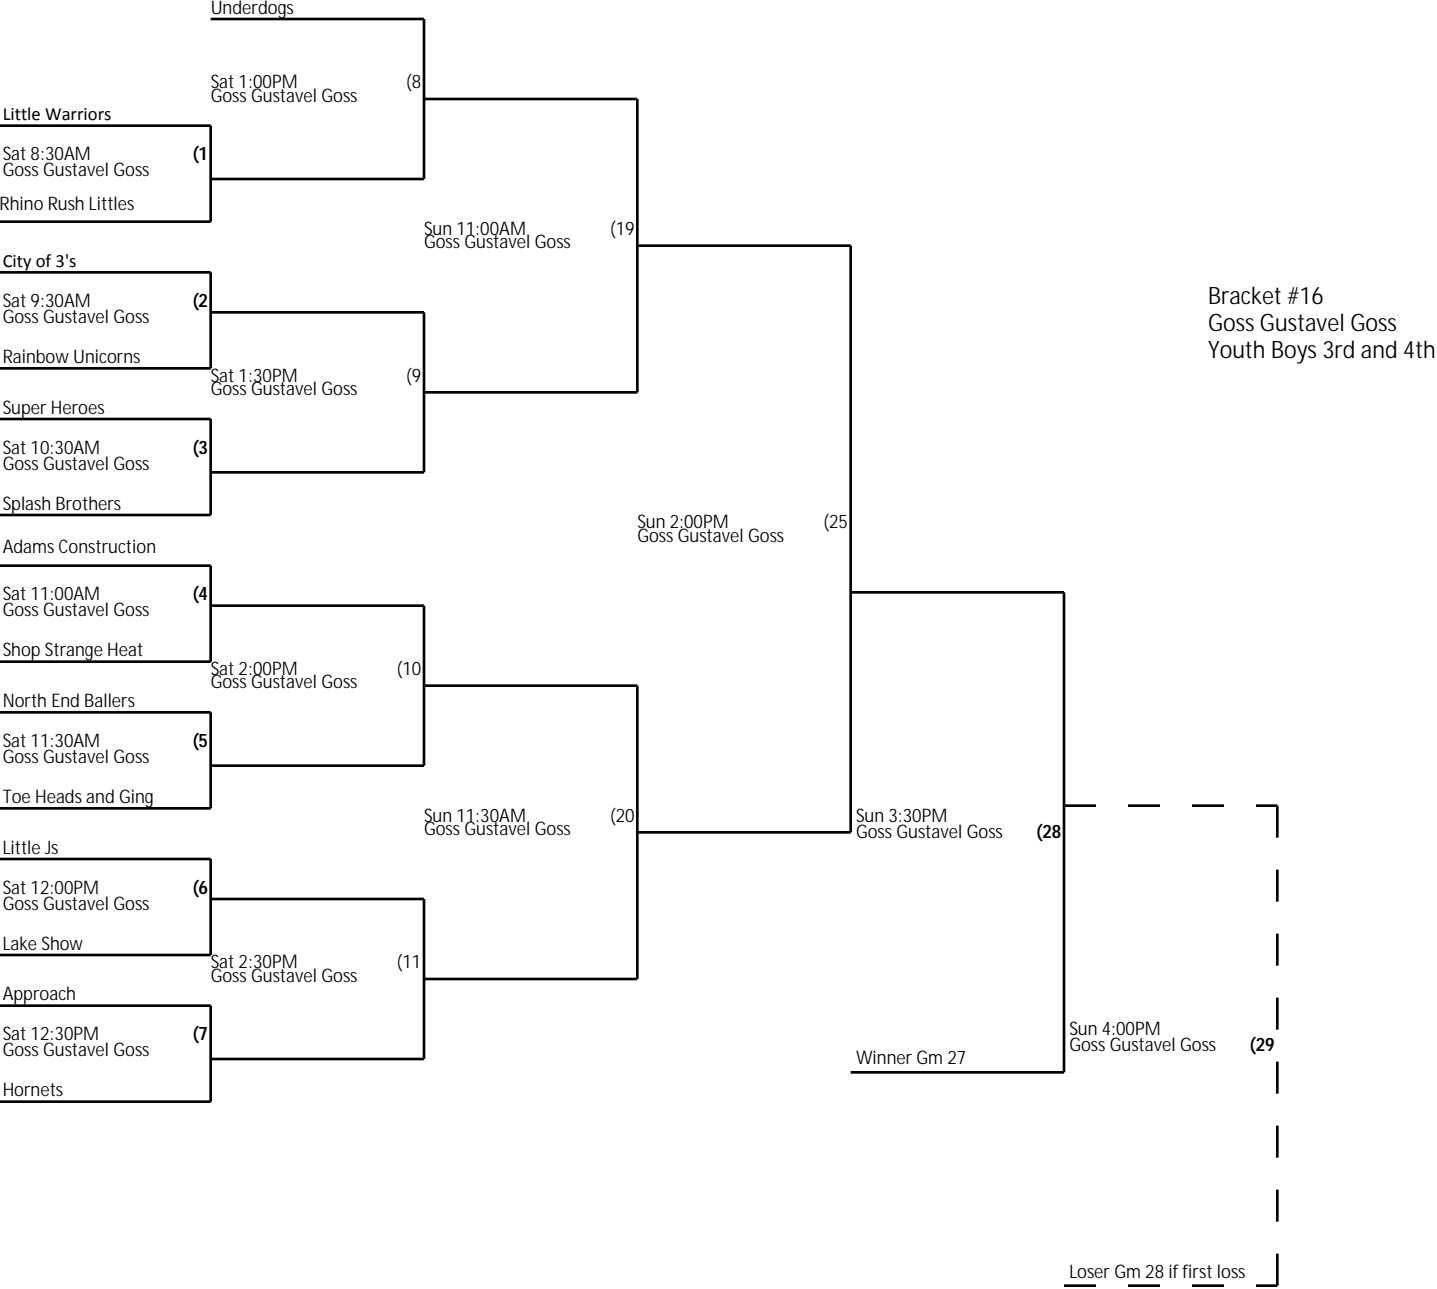 Underdogs
Sat 1:00PM (8
Goss Gustavel Goss
Little Warriors
Sat 8:30AM (1
Goss Gustavel Goss
Rhino Rush Littles
Sun 11:00AM (19
Goss Gustavel Goss
City of 3's
Sat 9:30AM (2
Goss Gustavel Goss
Rainbow Unicorns
Bracket #16
Goss Gustavel Goss
Youth Boys 3rd and 4th
Sat 1:30PM (9
Goss Gustavel Goss
Super Heroes
Sat 10:30AM (3
Goss Gustavel Goss
Splash Brothers
Sun 2:00PM (25
Goss Gustavel Goss
Adams Construction
Sat 11:00AM (4
Goss Gustavel Goss
Shop Strange Heat
Sat 2:00PM (10
Goss Gustavel Goss
North End Ballers
Sat 11:30AM (5
Goss Gustavel Goss
Toe Heads and Ging
Sun 11:30AM (20
Goss Gustavel Goss
Sun 3:30PM
Goss Gustavel Goss (28
Little Js
Sat 12:00PM (6
Goss Gustavel Goss
Lake Show
Sat 2:30PM (11
Goss Gustavel Goss
Approach
Sat 12:30PM (7
Goss Gustavel Goss
Hornets
Sun 4:00PM
Goss Gustavel Goss (29
Winner Gm 27
Loser Gm 28 if first loss